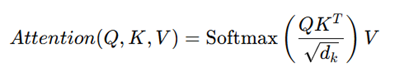 Attention(Q, K, V) = Softmax(QK^T / √d_k) V